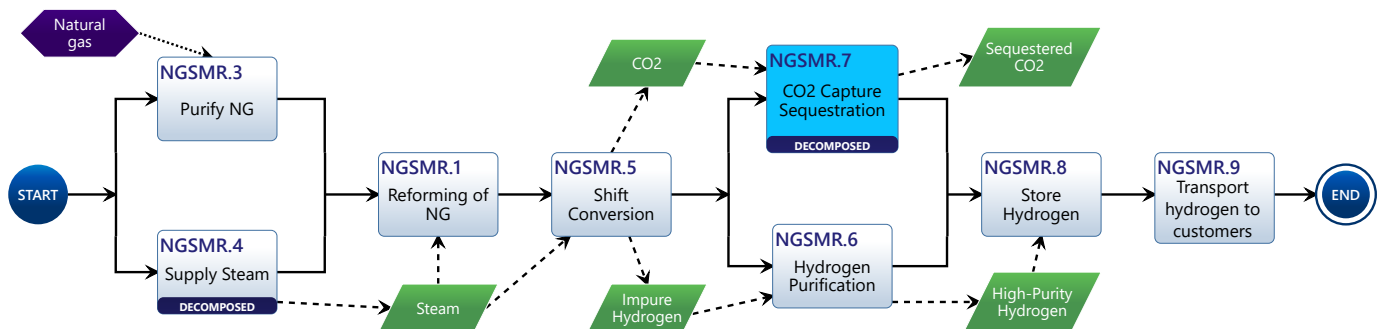 Natural
gas
NGSMR.3
Purify NG
START
NGSMR.4
Supply Steam
DECOMPOSED
NGSMR.1
Reforming of
NG
Steam
NGSMR.5
Shift
Conversion
CO2
Impure
Hydrogen
NGSMR.7
CO2 Capture
Sequestration
DECOMPOSED
NGSMR.6
Hydrogen
Purification
Sequestered
CO2
NGSMR.8
Store
Hydrogen
High-Purity
Hydrogen
NGSMR.9
Transport
hydrogen to
customers
END